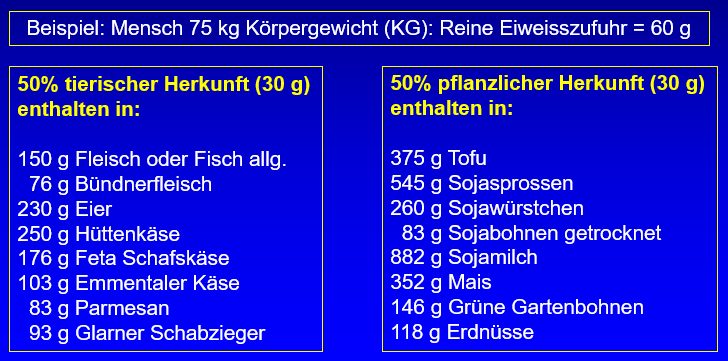 Beispiel: Mensch 75 kg Körpergewicht (KG): Reine Eiweisszufuhr = 60 g
50% tierischer Herkunft (30 g)
enthalten in:
150 g Fleisch oder Fisch allg.
76 g Bündnerfleisch
230 g Eier
250 g Hüttenkäse
176 g Feta Schafskäse
103 g Emmentaler Käse
83 g Parmesan
93 g Glarner Schabzieger
50% pflanzlicher Herkunft (30 g)
enthalten in:
375 g Tofu
545 g Sojasprossen
260 g Sojawürstchen
83 g Sojabohnen getrocknet
882 g Sojamilch
352 g Mais
146 g Grüne Gartenbohnen
118 g Erdnüsse